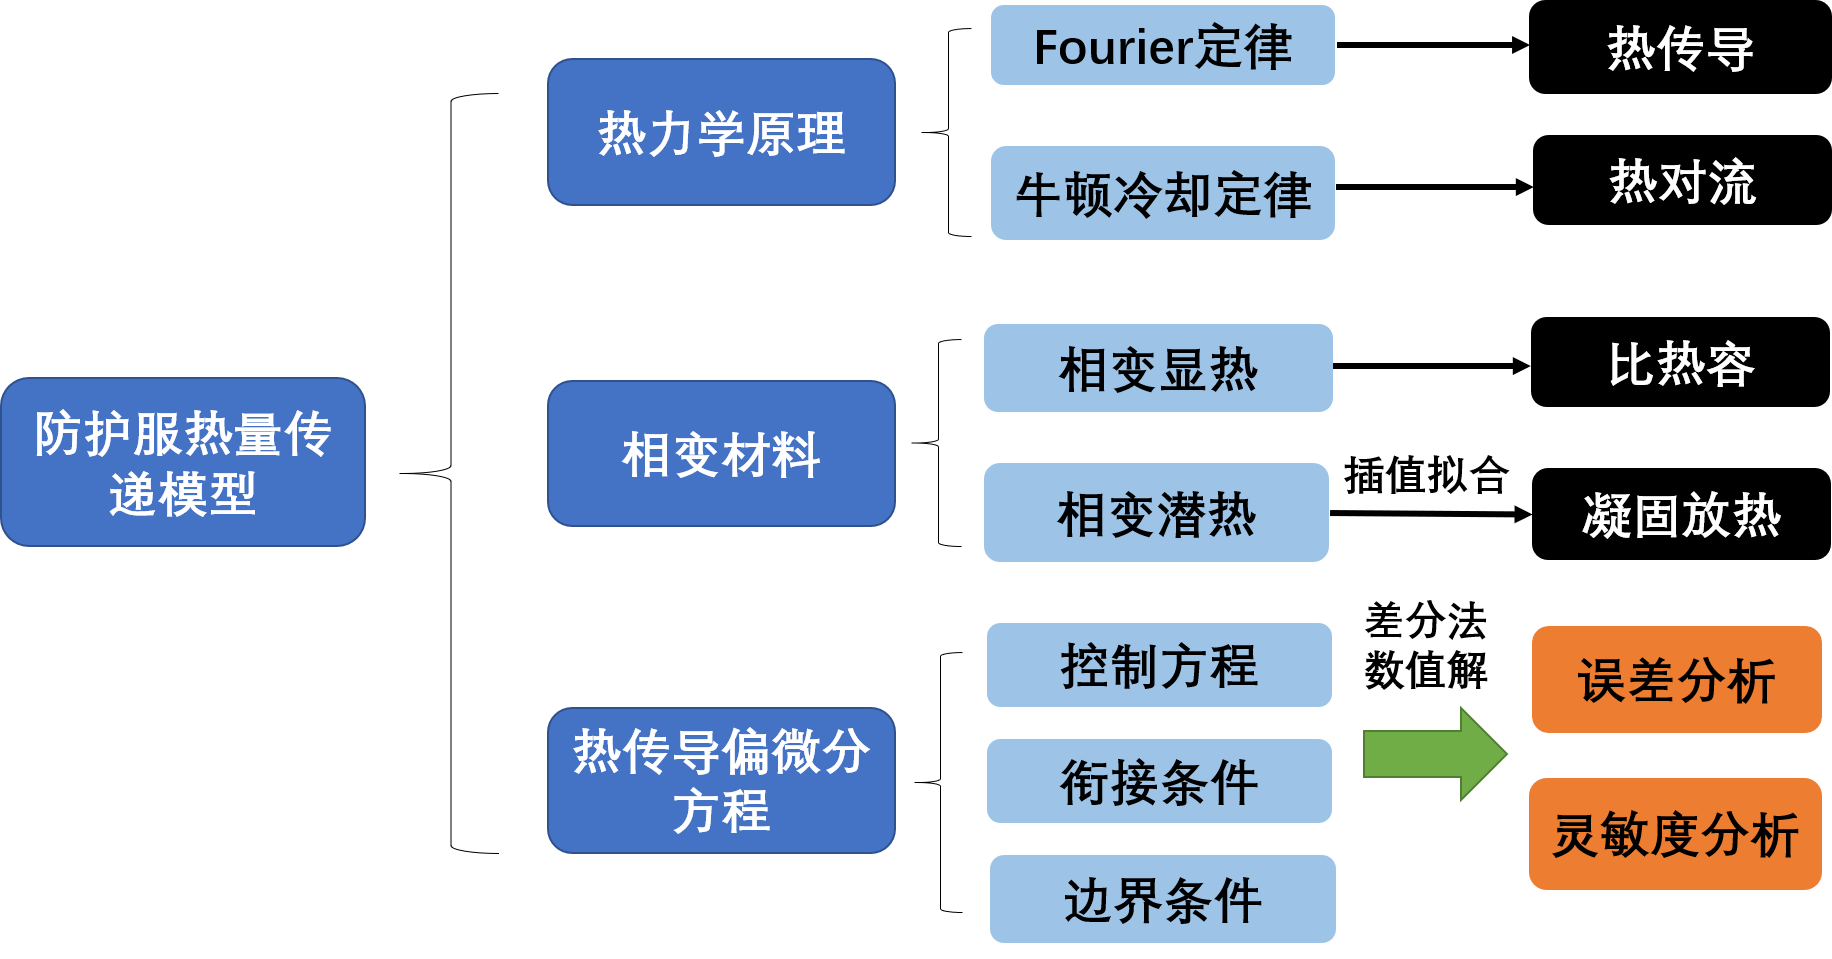 防护服热量传
递模型
热力学原理
Fourier定律
热传导
牛顿冷却定律
热对流
相变材料
相变显热
比热容
相变潜热
插值拟合
凝固放热
热传导偏微分
方程
控制方程
衔接条件
边界条件
差分法
数值解
误差分析
灵敏度分析